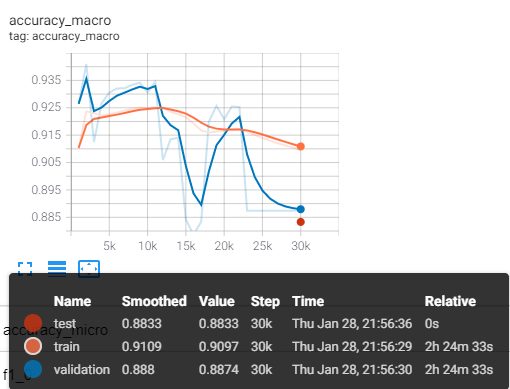 accuracy_macro
tag: accuracy_macro
0.935
0.925
0.915
0.905
0.895
0.885
5k 10k 15k 20k 25k 30k
Name Smoothed Value Step Time Relative
test 0.8833 0.8833 30k Thu Jan 28, 21:56:36 0s
accuracy_micro
train 0.9109 0.9097 30k Thu Jan 28, 21:56:29 2h 24m 33s
validation 0.888 0.8874 30k Thu Jan 28, 21:56:30 2h 24m 33s